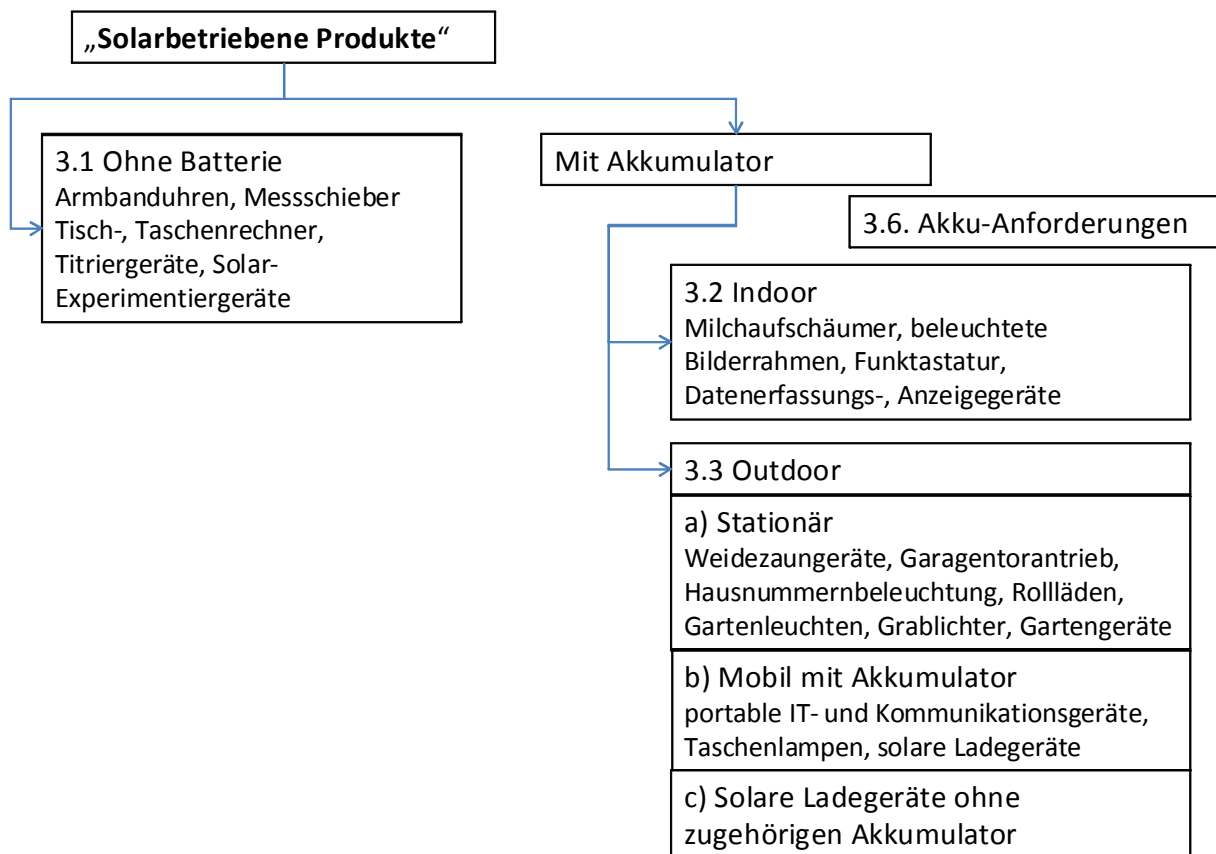 „Solarbetriebene Produkte“
3.1 Ohne Batterie
Armbanduhren, Messschieber
Tisch-, Taschenrechner,
Titriergeräte, Solar-
Experimentiergeräte
Mit Akkumulator
3.6. Akku-Anforderungen
3.2 Indoor
Milchaufschäumer, beleuchtete
Bilderrahmen, Funktastatur,
Datenerfassungs-, Anzeigegeräte
3.3 Outdoor
a) Stationär
Weidezaungeräte, Garagentorantrieb,
Hausnummernbeleuchtung, Rollläden,
Gartenleuchten, Grablichter, Gartengeräte
b) Mobil mit Akkumulator
portable IT- und Kommunikationsgeräte,
Taschenlampen, solare Ladegeräte
c) Solare Ladegeräte ohne
zugehörigen Akkumulator